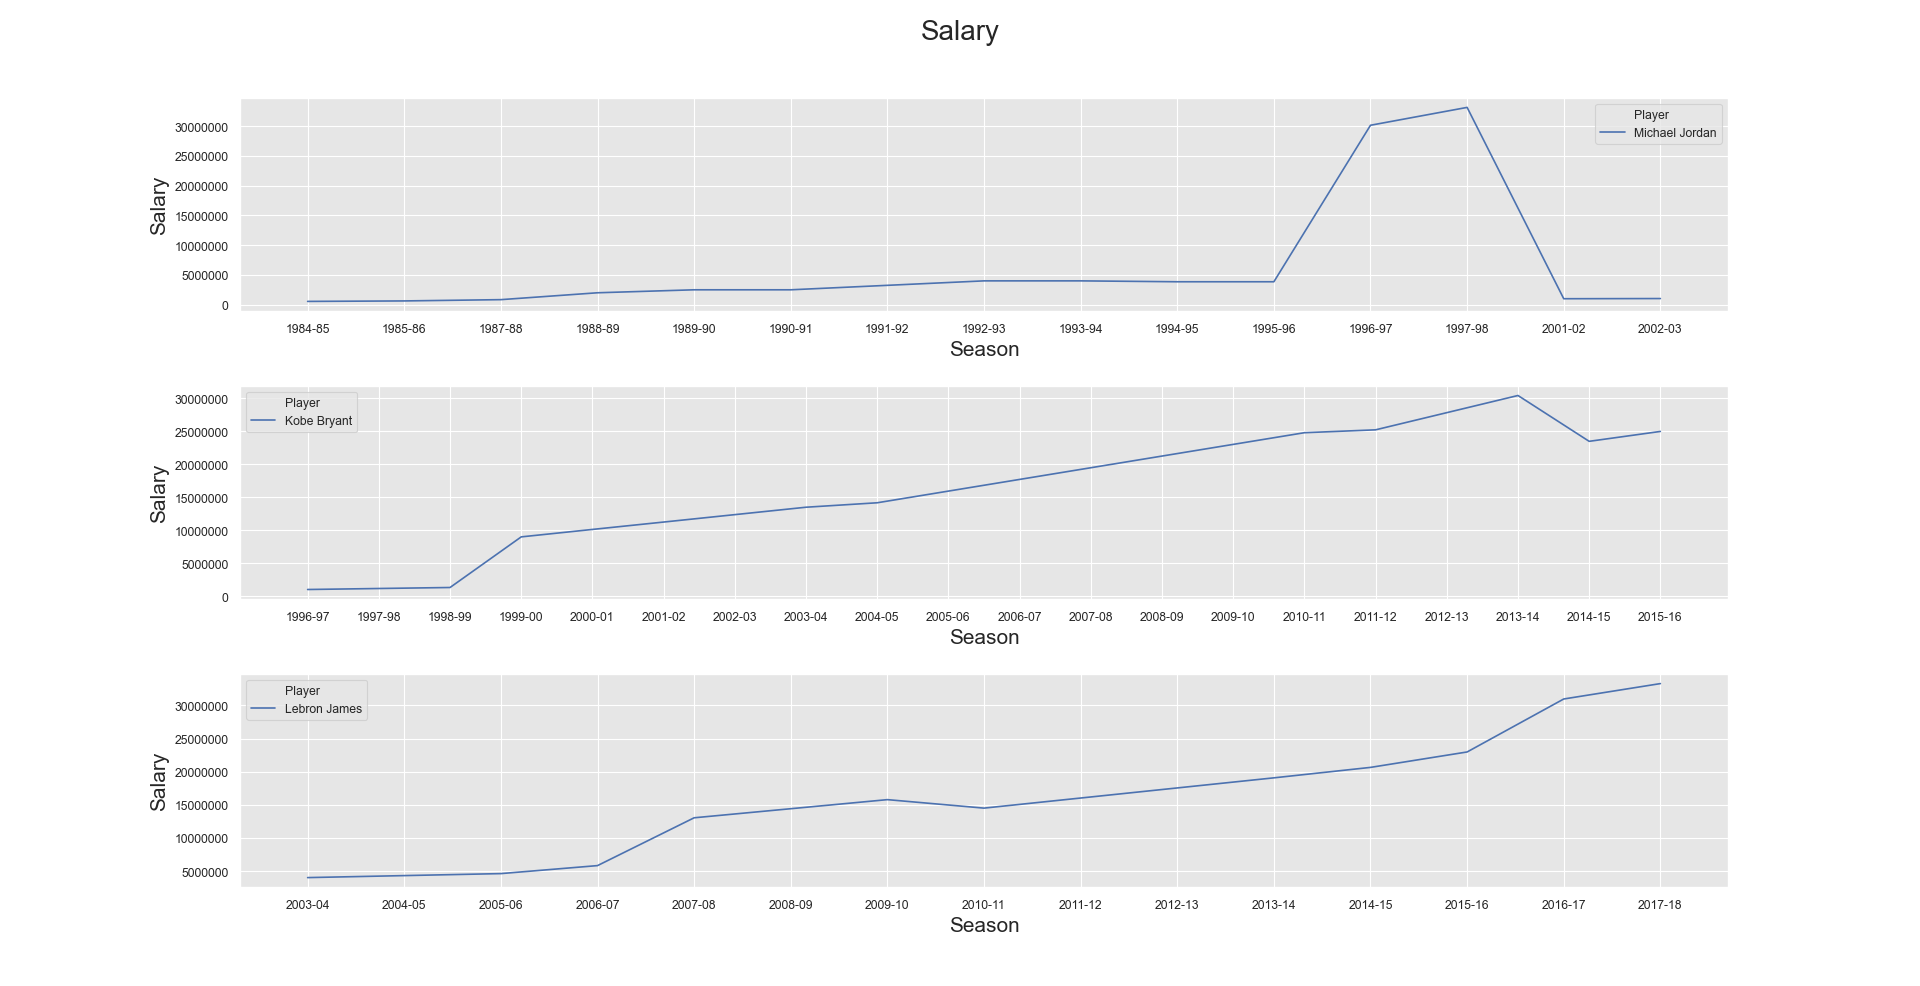 Salary
Player
Michael Jordan
30000000
25000000
20000000
15000000
10000000
5000000
0
Salary
1984-85 1985-86 1987-88 1988-89 1989-90 1990-91 1991-92 1992-93 1993-94 1994-95 1995-96 1996-97 1997-98 2001-02 2002-03
Season
Player
Kobe Bryant
30000000
25000000
20000000
15000000
10000000
5000000
0
Salary
1996-97 1997-98 1998-99 1999-00 2000-01 2001-02 2002-03 2003-04 2004-05 2005-06 2006-07 2007-08 2008-09 2009-10 2010-11 2011-12 2012-13 2013-14 2014-15 2015-16
Season
Player
Lebron James
30000000
25000000
20000000
15000000
10000000
5000000
Salary
2003-04 2004-05 2005-06 2006-07 2007-08 2008-09 2009-10 2010-11 2011-12 2012-13 2013-14 2014-15 2015-16 2016-17 2017-18
Season